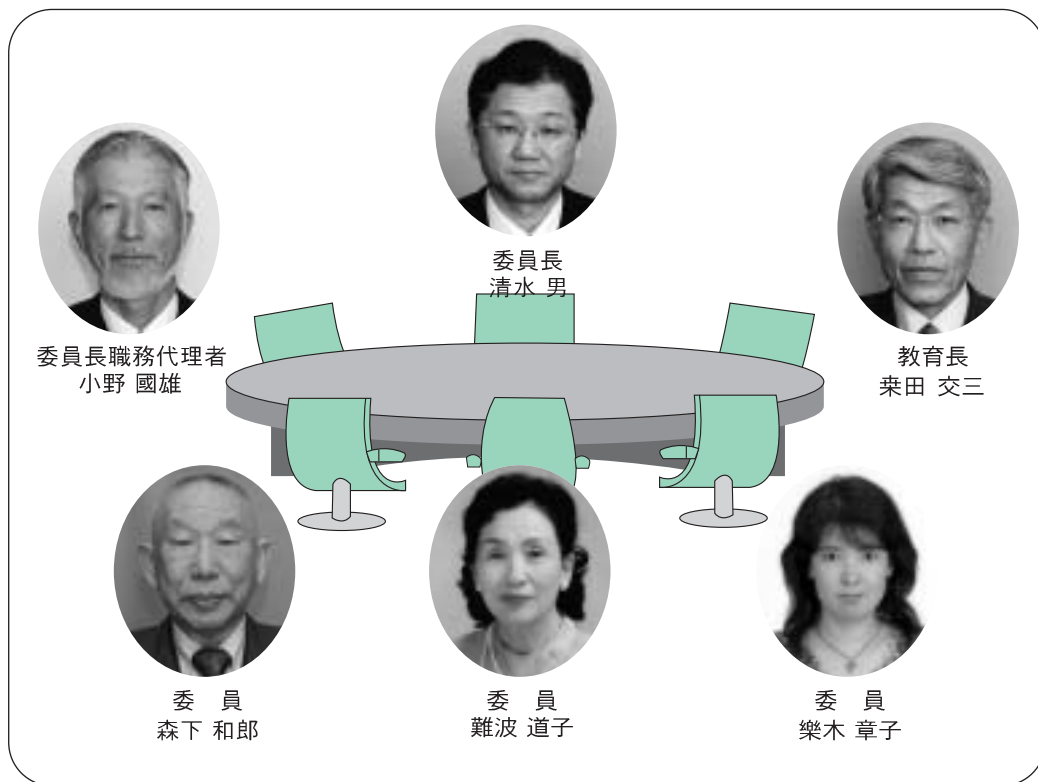 委員長
清水 男
委員長職務代理者
小野 國雄
教育長
桒田 交三
委 員
森下 和郎
委 員
難波 道子
委 員
樂木 章子